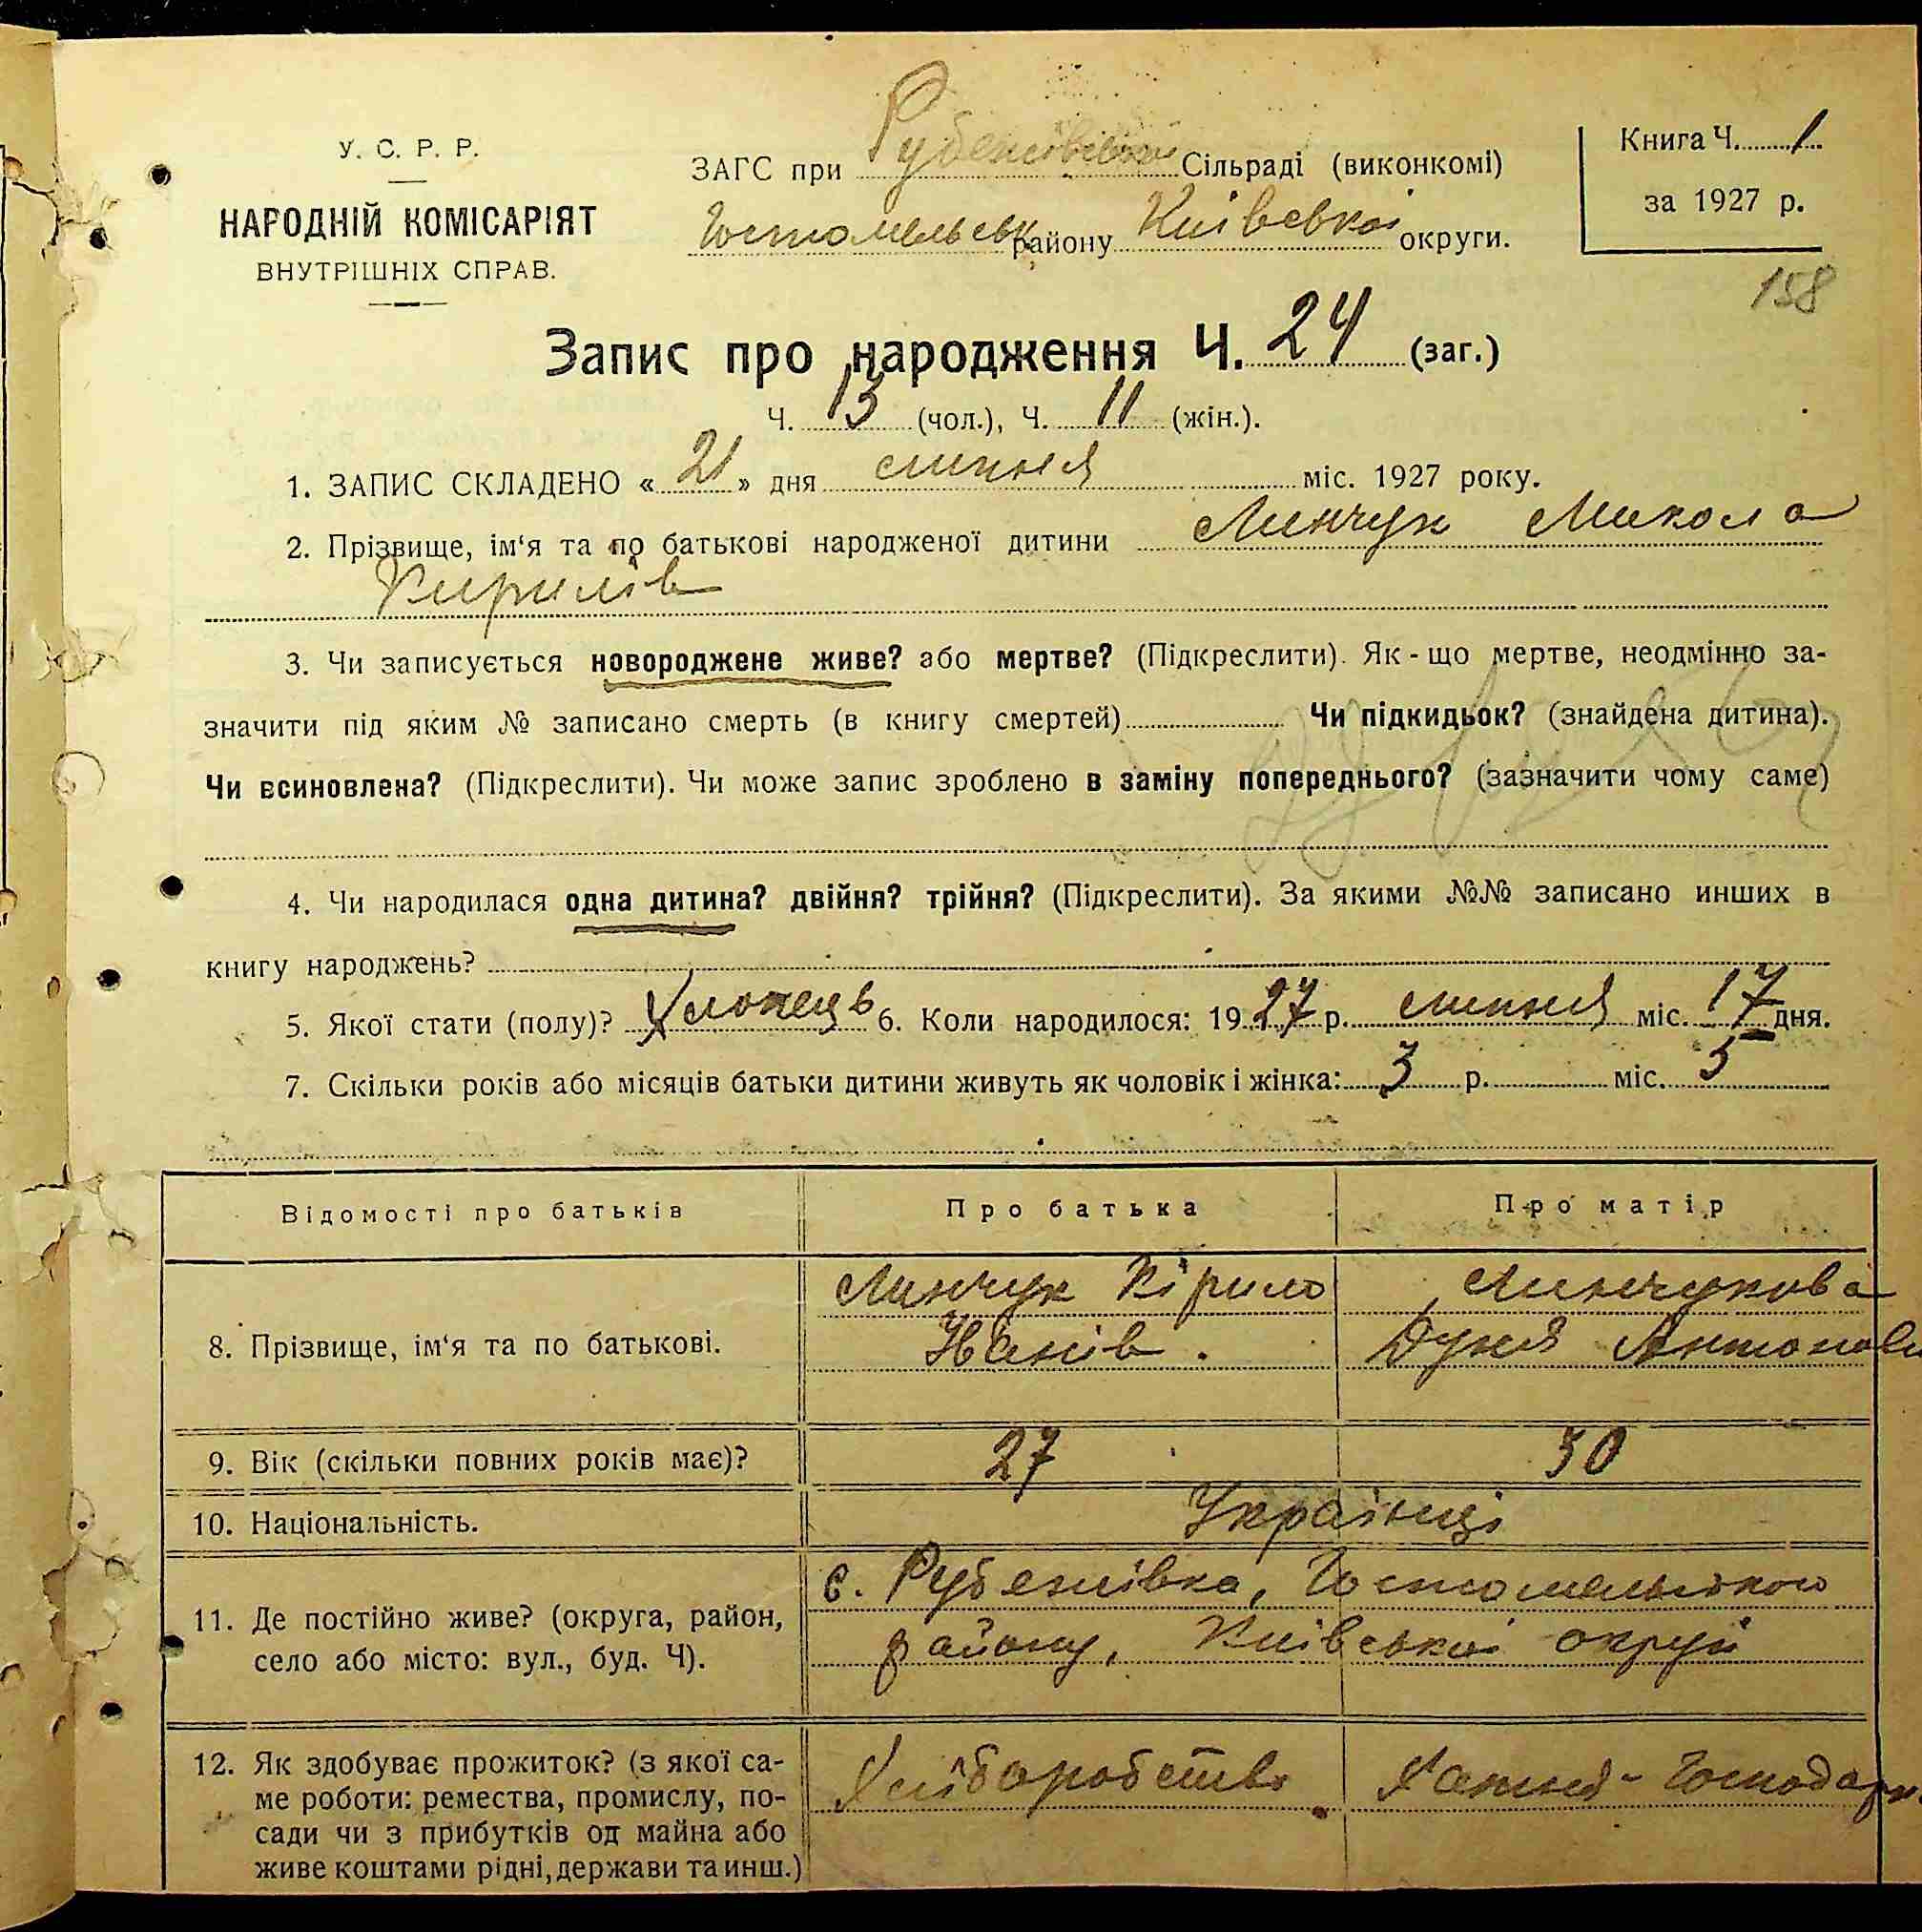 У. С. Р. Р.
НАРОДНІЙ КОМІСАРІЯТ
ВНУТРІШНІХ СПРАВ.
ЗАГС при Рубежівській Сільраді (виконкомі)
Гостомельськ району Київської округи.
Книга Ч. 1
за 1927 р.
158
Запис про народження Ч. 24 (заг.)
Ч. 13 (чол.), Ч. 11 (жін.).
1. ЗАПИС СКЛАДЕНО « 21 » дня липня міс. 1927 року.
2. Прізвище, ім‘я та по батькові народженої дитини Линчук Микола
Кирилів
3. Чи записується новороджене живе? або мертве? (Підкреслити). Як-що мертве, неодмінно за-
значити під яким № записано смерть (в книгу смертей) Чи підкидьок? (знайдена дитина).
Чи всиновлена? (Підкреслити). Чи може запис зроблено в заміну попереднього? (зазначити чому саме)
4. Чи народилася одна дитина? двійня? трійня? (Підкреслити). За якими №№ записано инших в
книгу народжень?
5. Якої стати (полу)? Хлопець 6. Коли народилося: 1927 р. липня міс. 17 дня.
7. Скільки років або місяців батьки дитини живуть як чоловік і жінка: 3 р. міс. 5
Відомості про батьків Про батька Про матір
8. Прізвище, ім‘я та по батькові.
Линчук Кірило
Іванів.
Линчукова
Дуня Антонова
9. Вік (скільки повних років має)? 27 30
10. Національність. Українці
11. Де постійно живе? (округа, район,
село або місто: вул., буд. Ч).
с. Рубежівка, Гостомельського
району, Київської округи
12. Як здобуває прожиток? (з якої са-
ме роботи: ремества, промислу, по-
сади чи з прибутків од майна або
живе коштами рідні, держави та инш.)
Хліборобство
Хатня-Господарк.